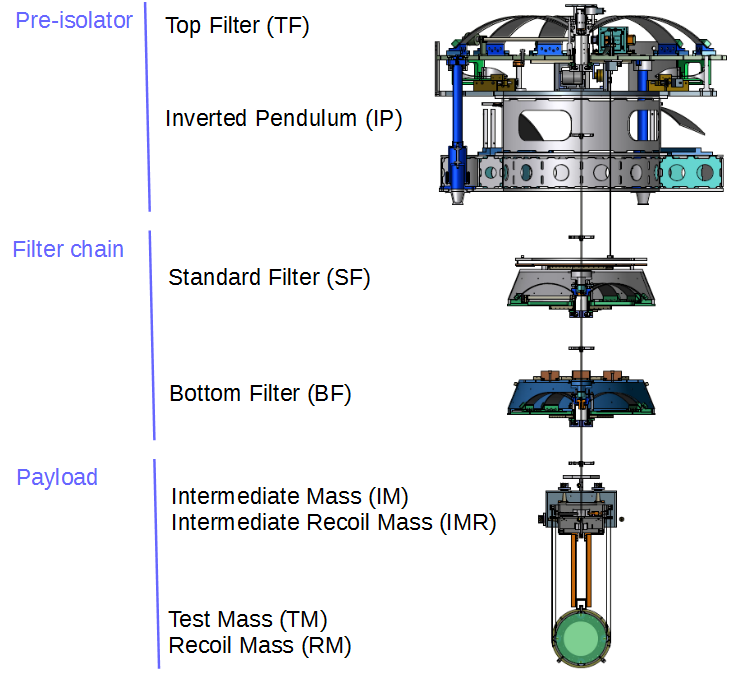 Pre-isolator
Top Filter (TF)
Inverted Pendulum (IP)
Filter chain
Standard Filter (SF)
Bottom Filter (BF)
Payload
Intermediate Mass (IM)
Intermediate Recoil Mass (IMR)
Test Mass (TM)
Recoil Mass (RM)